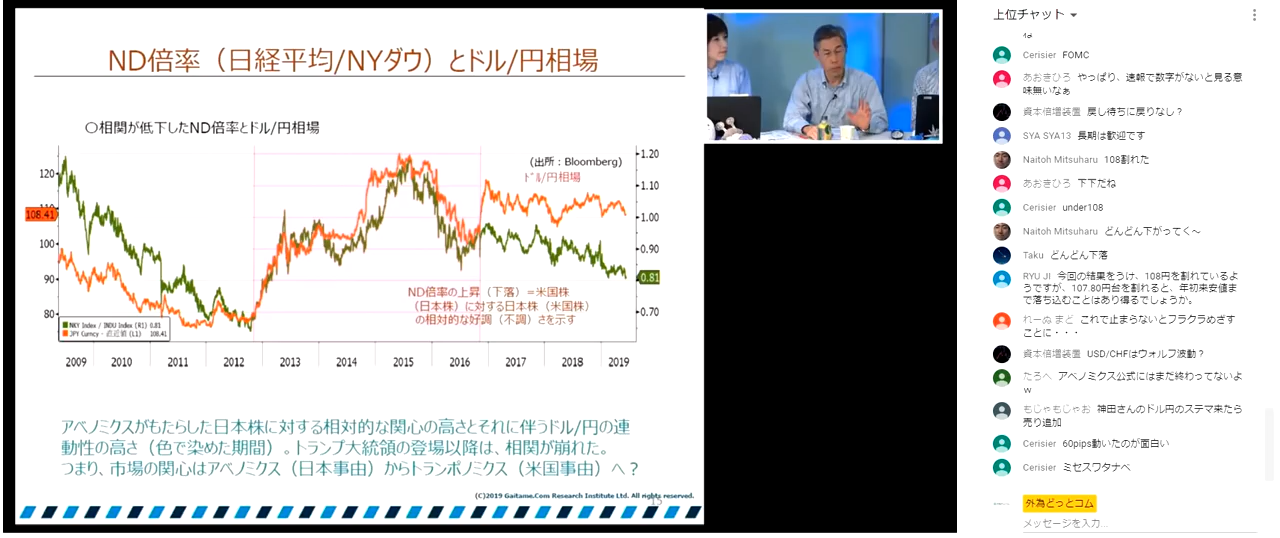 ND倍率（日経平均/NYダウ）とドル/円相場
〇相関が低下したND倍率とドル/円相場
(出所：Bloomberg)
ﾄﾞﾙ/円相場
120
108.41
100
90
80
1.20
1.10
1.00
0.90
0.81
0.70
ND倍率の上昇（下落）＝米国株
（日本株）に対する日本株（米国株）
の相対的な好調（不調）さを示す
NKY Index / INDU Index (R1) 0.81
JPY Curncy - 直近値 (L1) 108.41
2009 2010 2011 2012 2013 2014 2015 2016 2017 2018 2019
アベノミクスがもたらした日本株に対する相対的な関心の高さとそれに伴うドル/円の連
動性の高さ（色で染めた期間）。トランプ大統領の登場以降は、相関が崩れた。
つまり、市場の関心はアベノミクス（日本事由）からトランポノミクス（米国事由）へ？
(C)2019 Gaitame.Com Research Institute Ltd. All rights reserved.
15
上位チャット
Cerisier FOMC
あおきひろ やっぱり、速報で数字がないと見る意
味無いなぁ
資本倍増装置 戻し待ちに戻りなし？
SYA SYA13 長期は歓迎です
Naitoh Mitsuharu 108割れた
あおきひろ 下下だね
Cerisier under108
Naitoh Mitsuharu どんどん下がってく～
Taku どんどん下落
RYU JI 今回の結果をうけ、108円を割れているよ
うですが、107.80円台を割れると、年初来安値ま
で落ち込むことはあり得るでしょうか。
れーぬ まど これで止まらないとフラクラめざす
ことに・・・
資本倍増装置 USD/CHFはウォルフ波動？
たろへ アベノミクス公式にはまだ終わってないよ
w
もじゃもじゃお 神田さんのドル円のステマ来たら
売り追加
Cerisier 60pips動いたのが面白い
Cerisier ミセスワタナベ
外為どっとコム
メッセージを入力...